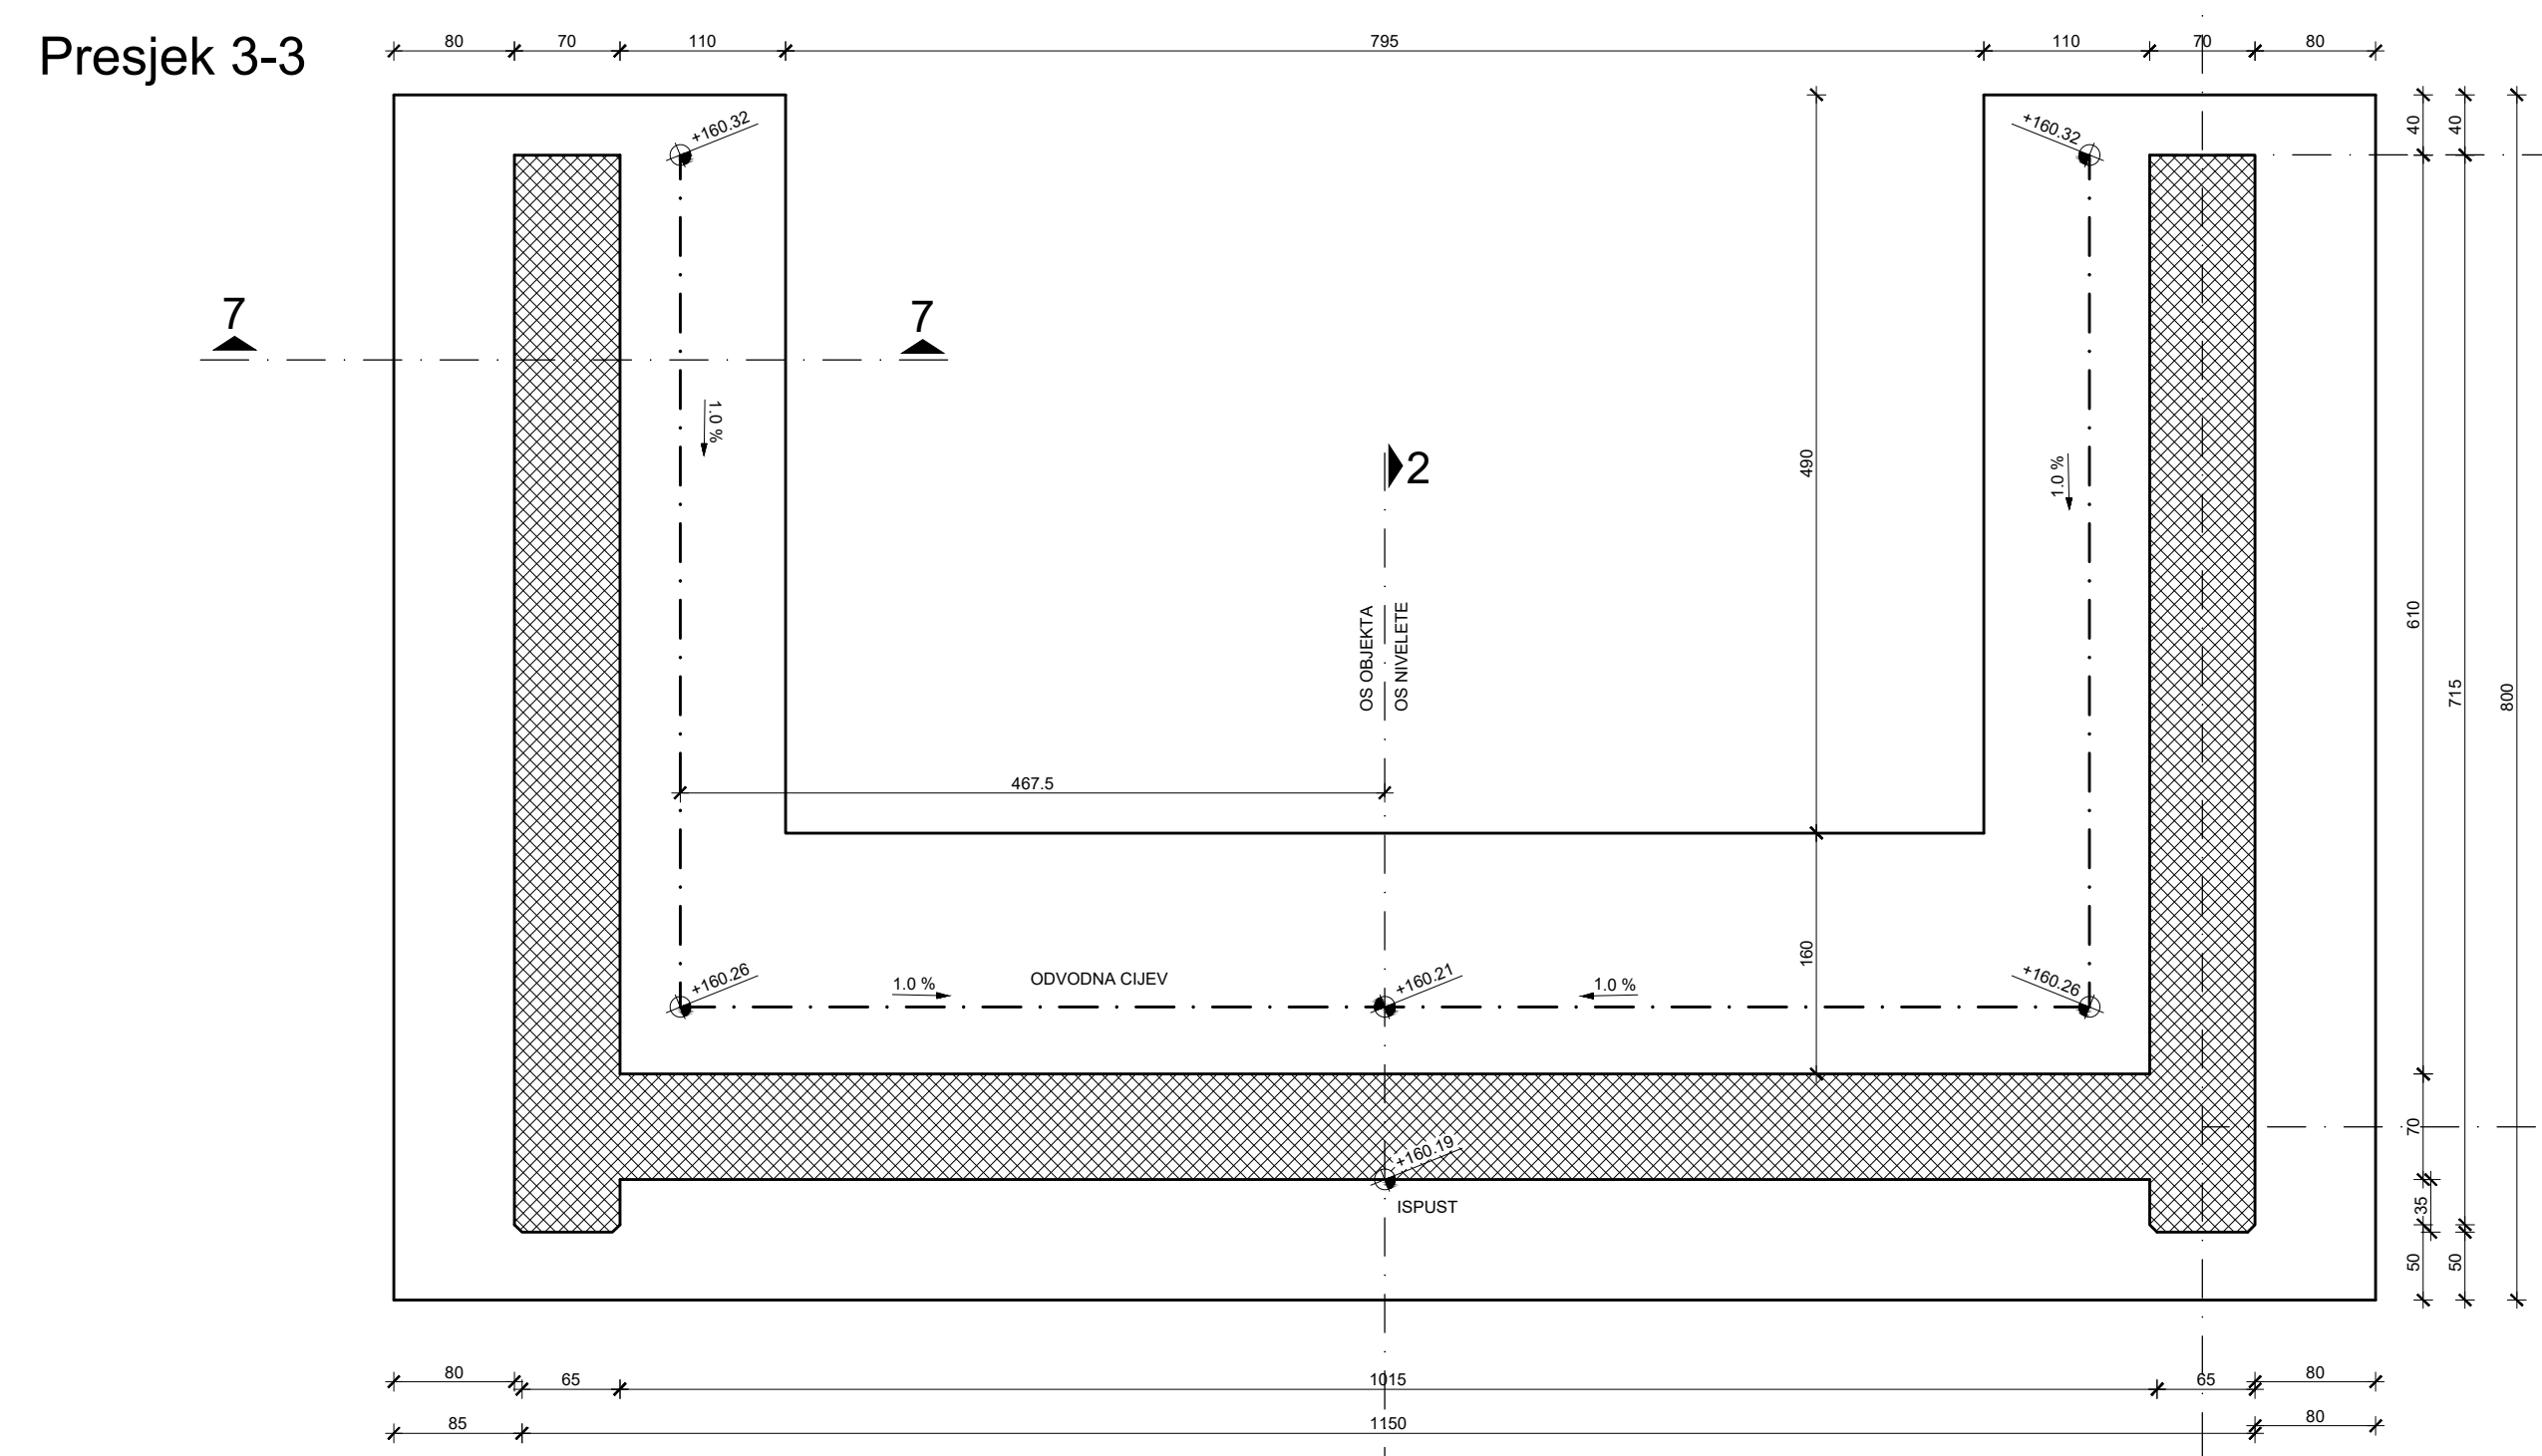 Presjek 3-3
80 70 110 795 110 70 80
+160.32 +160.32
40 40
7 7
1.0 % 1.0 %
2
490
OS OBJEKTA
OS NIVELETE
610
715
800
467.5
160
+160.26 1.0 % ODVODNA CIJEV +160.21 1.0 % +160.26
70
+160.19
ISPUST
35
50 50
80 65 1015 65 80
85 1150 80